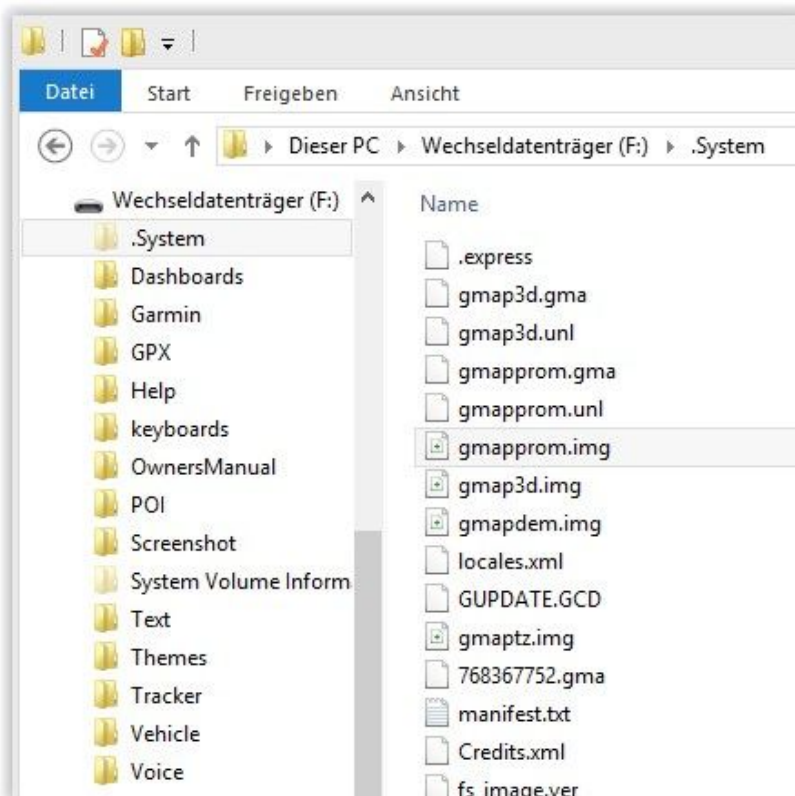 Datei Start Freigeben Ansicht
Dieser PC Wechseldatenträger (F:) .System
Wechseldatenträger (F:)
.System
Dashboards
Garmin
GPX
Help
keyboards
OwnersManual
POI
Screenshot
System Volume Inform
Text
Themes
Tracker
Vehicle
Voice
Name
.express
gmap3d.gma
gmap3d.unl
gmapprom.gma
gmapprom.unl
gmapprom.img
gmap3d.img
gmapdem.img
locales.xml
GUPDATE.GCD
gmaptz.img
768367752.gma
manifest.txt
Credits.xml
fs_image.ver